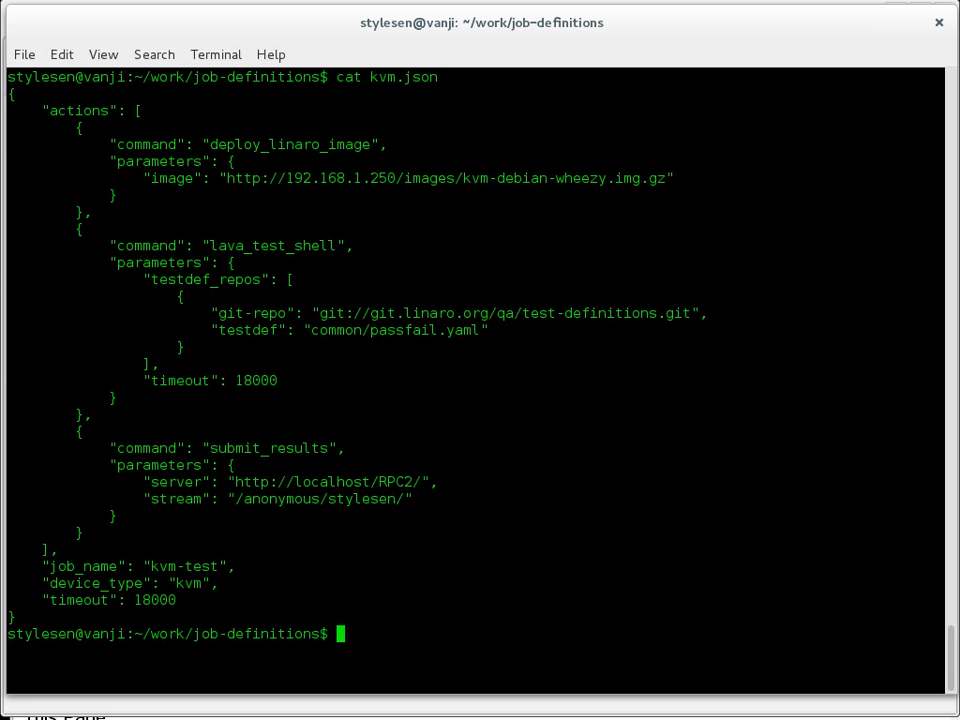 stylesen@vanji: ~/work/job-definitions ×
File Edit View Search Terminal Help
stylesen@vanji:~/work/job-definitions$ cat kvm.json
{
    "actions": [
        {
            "command": "deploy_linaro_image",
            "parameters": {
                "image": "http://192.168.1.250/images/kvm-debian-wheezy.img.gz"
            }
        },
        {
            "command": "lava_test_shell",
            "parameters": {
                "testdef_repos": [
                    {
                        "git-repo": "git://git.linaro.org/qa/test-definitions.git",
                        "testdef": "common/passfail.yaml"
                    }
                ],
                "timeout": 18000
            }
        },
        {
            "command": "submit_results",
            "parameters": {
                "server": "http://localhost/RPC2/",
                "stream": "/anonymous/stylesen/"
            }
        }
    ],
    "job_name": "kvm-test",
    "device_type": "kvm",
    "timeout": 18000
}
stylesen@vanji:~/work/job-definitions$
This Page